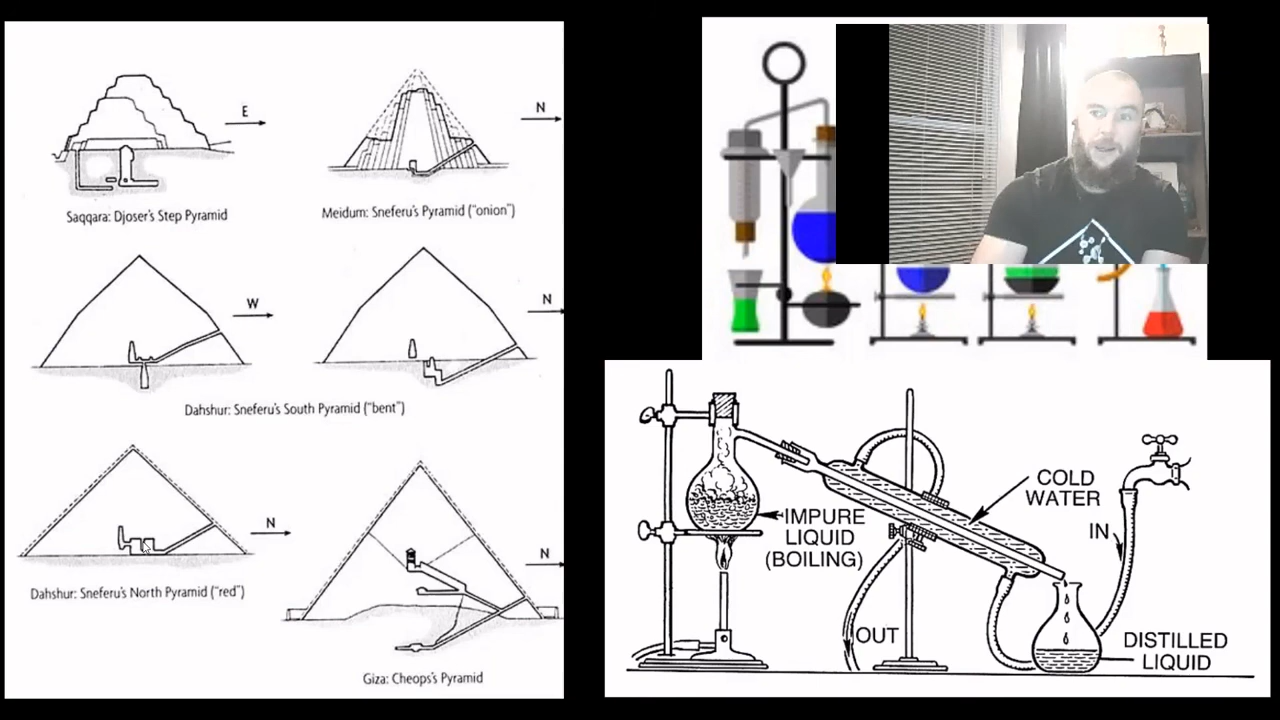 E
N
Saqqara: Djoser's Step Pyramid
Meidum: Sneferu's Pyramid ("onion")
W
N
Dahshur: Sneferu's South Pyramid ("bent")
N
N
Dahshur: Sneferu's North Pyramid ("red")
Giza: Cheops's Pyramid
COLD
WATER
IMPURE
LIQUID
(BOILING)
IN
OUT
DISTILLED
LIQUID